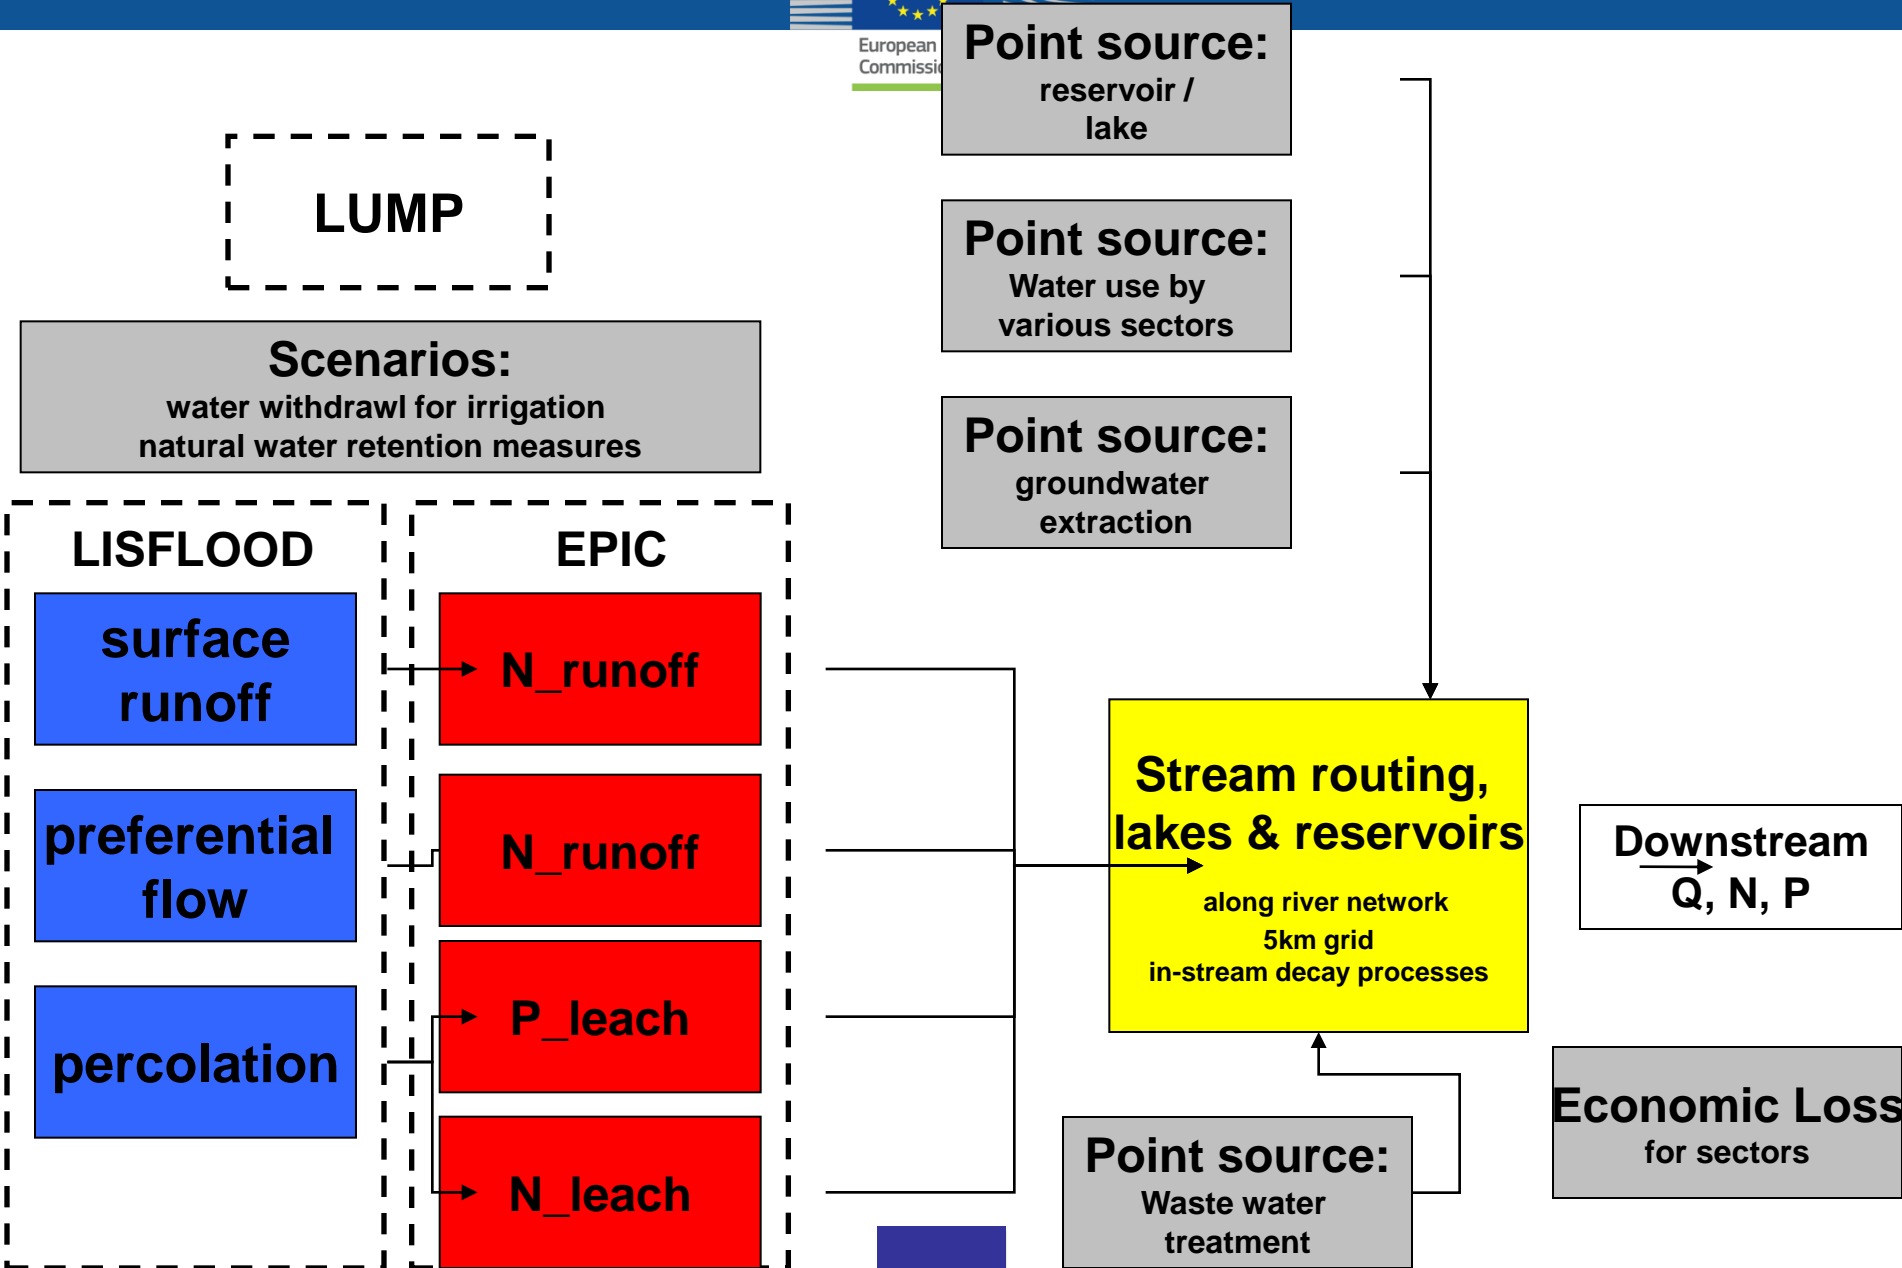 European
Commissi
Point source:
reservoir /
lake
LUMP
Point source:
Water use by
various sectors
Scenarios:
water withdrawl for irrigation
natural water retention measures
Point source:
groundwater
extraction
LISFLOOD
EPIC
surface
runoff
N_runoff
preferential
flow
N_runoff
percolation
P_leach
N_leach
Stream routing,
lakes & reservoirs
along river network
5km grid
in-stream decay processes
Downstream
Q, N, P
Point source:
Waste water
treatment
Economic Loss
for sectors